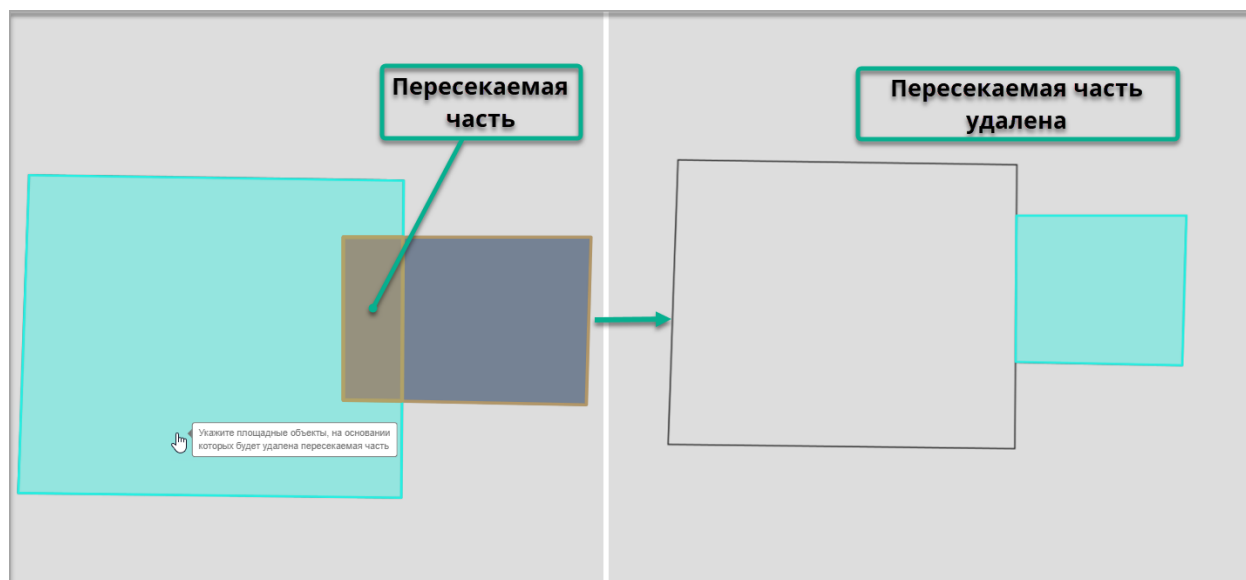 Пересекаемая
часть
Пересекаемая часть
удалена
Укажите площадные объекты, на основании
которых будет удалена пересекаемая часть